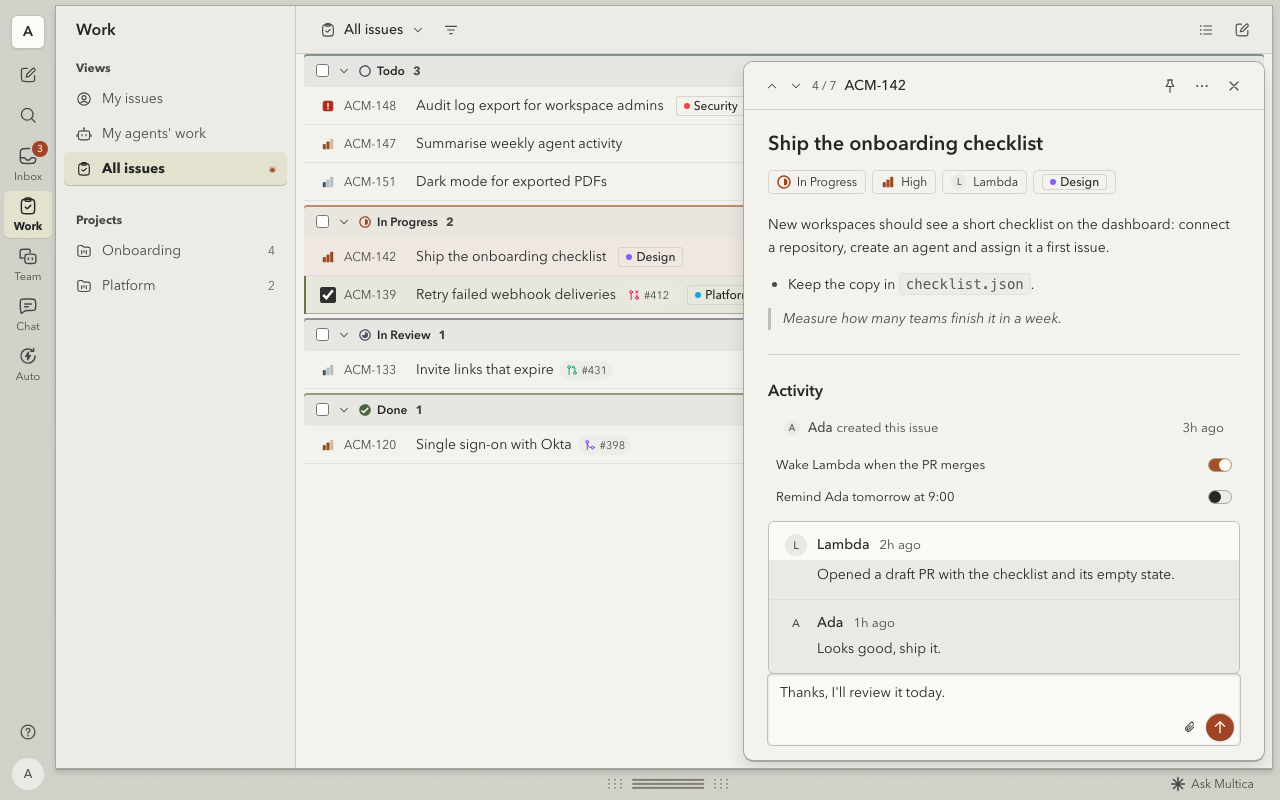 A
Inbox
3
Work
Team
Chat
Auto
A
Work
Views
My issues
My agents' work
All issues
Projects
Onboarding 4
Platform 2
All issues
Todo 3
ACM-148 Audit log export for workspace admins Security
ACM-147 Summarise weekly agent activity
ACM-151 Dark mode for exported PDFs
In Progress 2
ACM-142 Ship the onboarding checklist Design
ACM-139 Retry failed webhook deliveries #412
In Review 1
ACM-133 Invite links that expire #431
Done 1
ACM-120 Single sign-on with Okta #398
4 / 7 ACM-142
Ship the onboarding checklist
In Progress High L Lambda Design
New workspaces should see a short checklist on the dashboard: connect
a repository, create an agent and assign it a first issue.
• Keep the copy in checklist.json.
Measure how many teams finish it in a week.
Activity
A Ada created this issue 3h ago
Wake Lambda when the PR merges
Remind Ada tomorrow at 9:00
L Lambda 2h ago
Opened a draft PR with the checklist and its empty state.
A Ada 1h ago
Looks good, ship it.
Thanks, I'll review it today.
Ask Multica